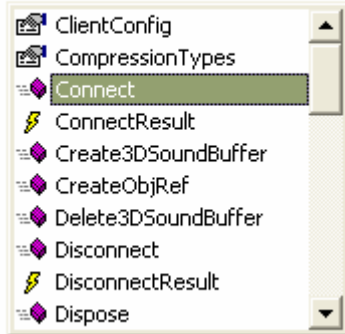 ClientConfig
CompressionTypes
Connect
ConnectResult
Create3DSoundBuffer
CreateObjRef
Delete3DSoundBuffer
Disconnect
DisconnectResult
Dispose